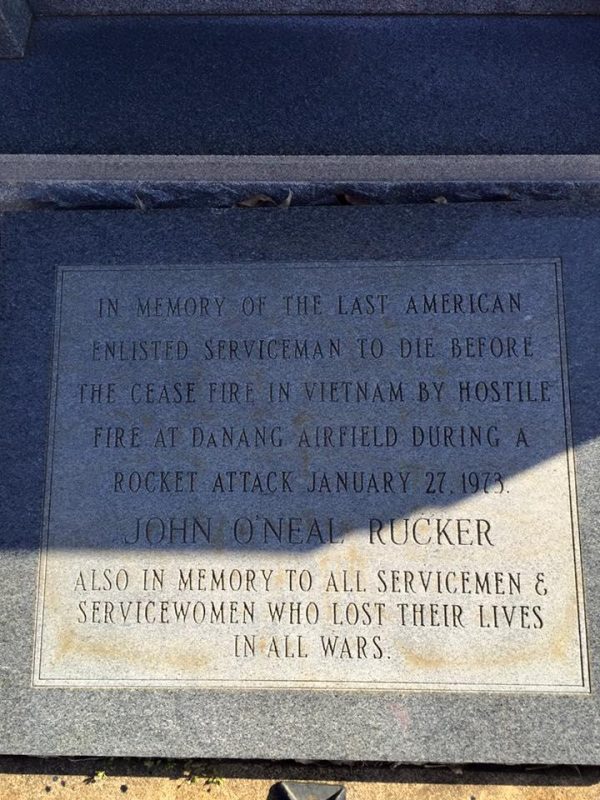 IN MEMORY OF THE LAST AMERICAN
ENLISTED SERVICEMAN TO DIE BEFORE
THE CEASE FIRE IN VIETNAM BY HOSTILE
FIRE AT DANANG AIRFIELD DURING A
ROCKET ATTACK JANUARY 27, 1973.
JOHN O'NEAL RUCKER
ALSO IN MEMORY TO ALL SERVICEMEN &
SERVICEWOMEN WHO LOST THEIR LIVES
IN ALL WARS.